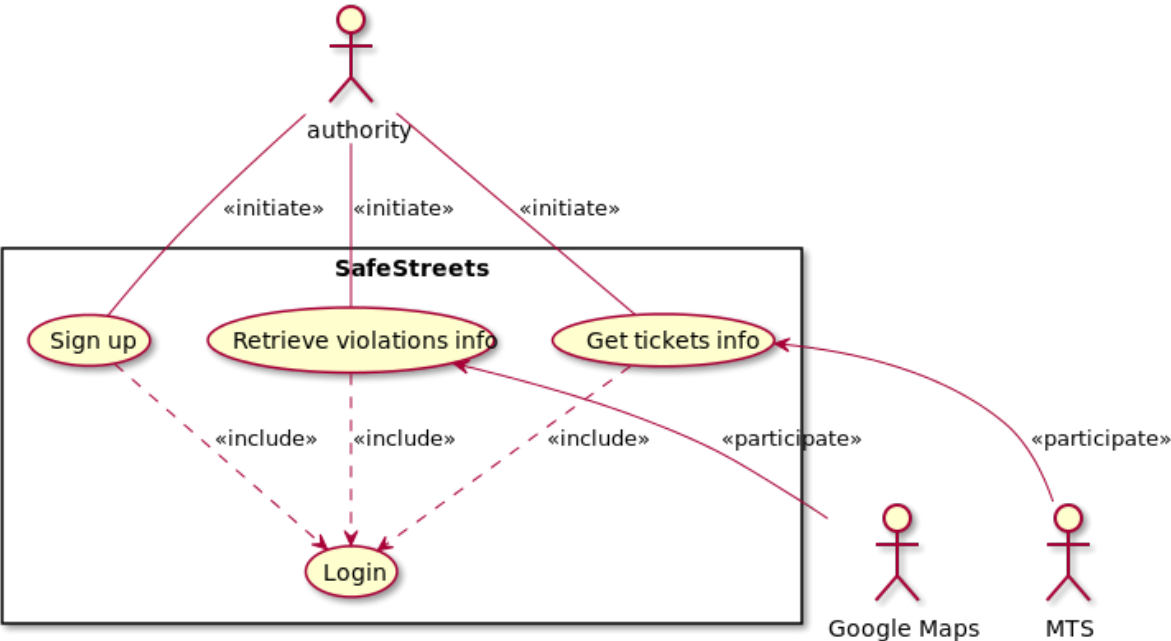 authority
«initiate» «initiate» «initiate»
SafeStreets
Sign up Retrieve violations info Get tickets info
«include» «include» «include» «participate» «participate»
Login
Google Maps MTS